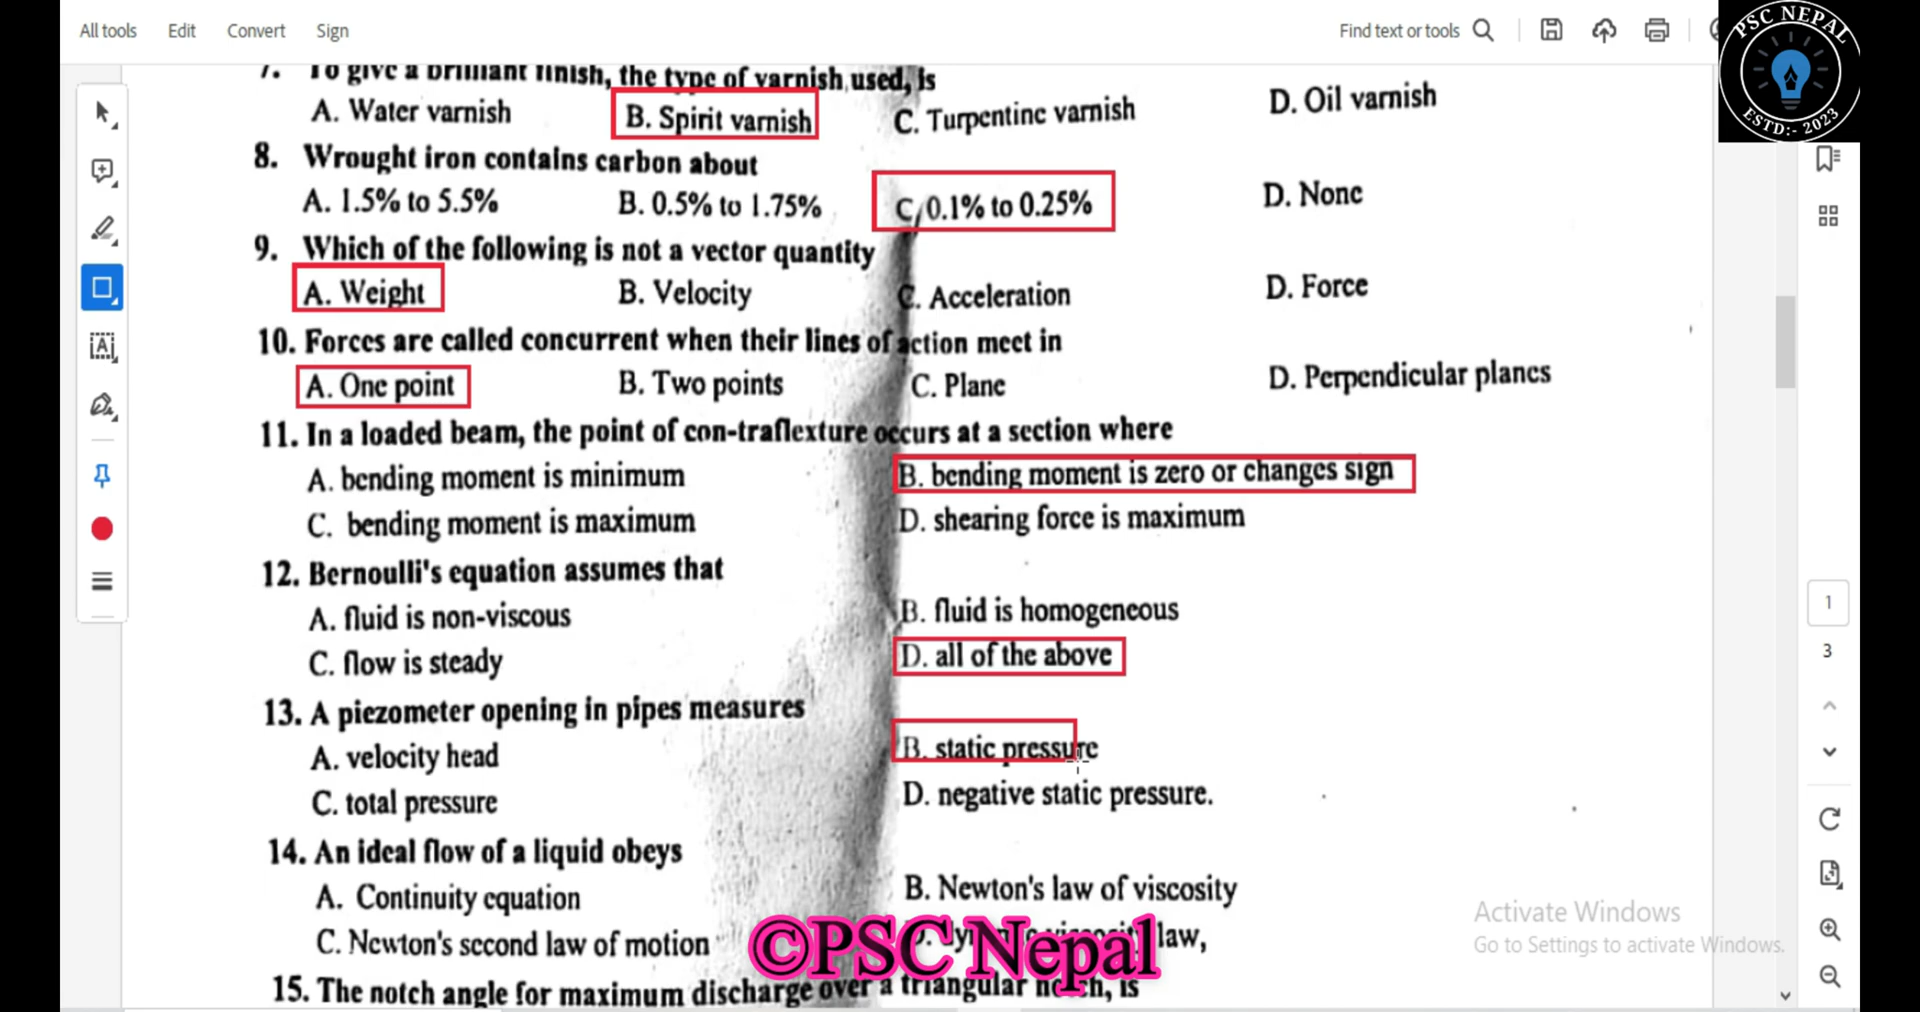 All tools Edit Convert Sign Find text or tools
PSC NEPAL
ESTD:- 2023
7. To give a brilliant finish, the type of varnish used, is
A. Water varnish B. Spirit varnish C. Turpentine varnish D. Oil varnish
8. Wrought iron contains carbon about
A. 1.5% to 5.5% B. 0.5% to 1.75% C. 0.1% to 0.25% D. None
9. Which of the following is not a vector quantity
A. Weight B. Velocity C. Acceleration D. Force
10. Forces are called concurrent when their lines of action meet in
A. One point B. Two points C. Plane D. Perpendicular planes
11. In a loaded beam, the point of con-traflexture occurs at a section where
A. bending moment is minimum B. bending moment is zero or changes sign
C. bending moment is maximum D. shearing force is maximum
12. Bernoulli's equation assumes that
A. fluid is non-viscous B. fluid is homogeneous
C. flow is steady D. all of the above
13. A piezometer opening in pipes measures
A. velocity head B. static pressure
C. total pressure D. negative static pressure.
14. An ideal flow of a liquid obeys
A. Continuity equation B. Newton's law of viscosity
C. Newton's second law of motion law,
©PSC Nepal
15. The notch angle for maximum discharge over a triangular notch, is
1
3
Activate Windows
Go to Settings to activate Windows.